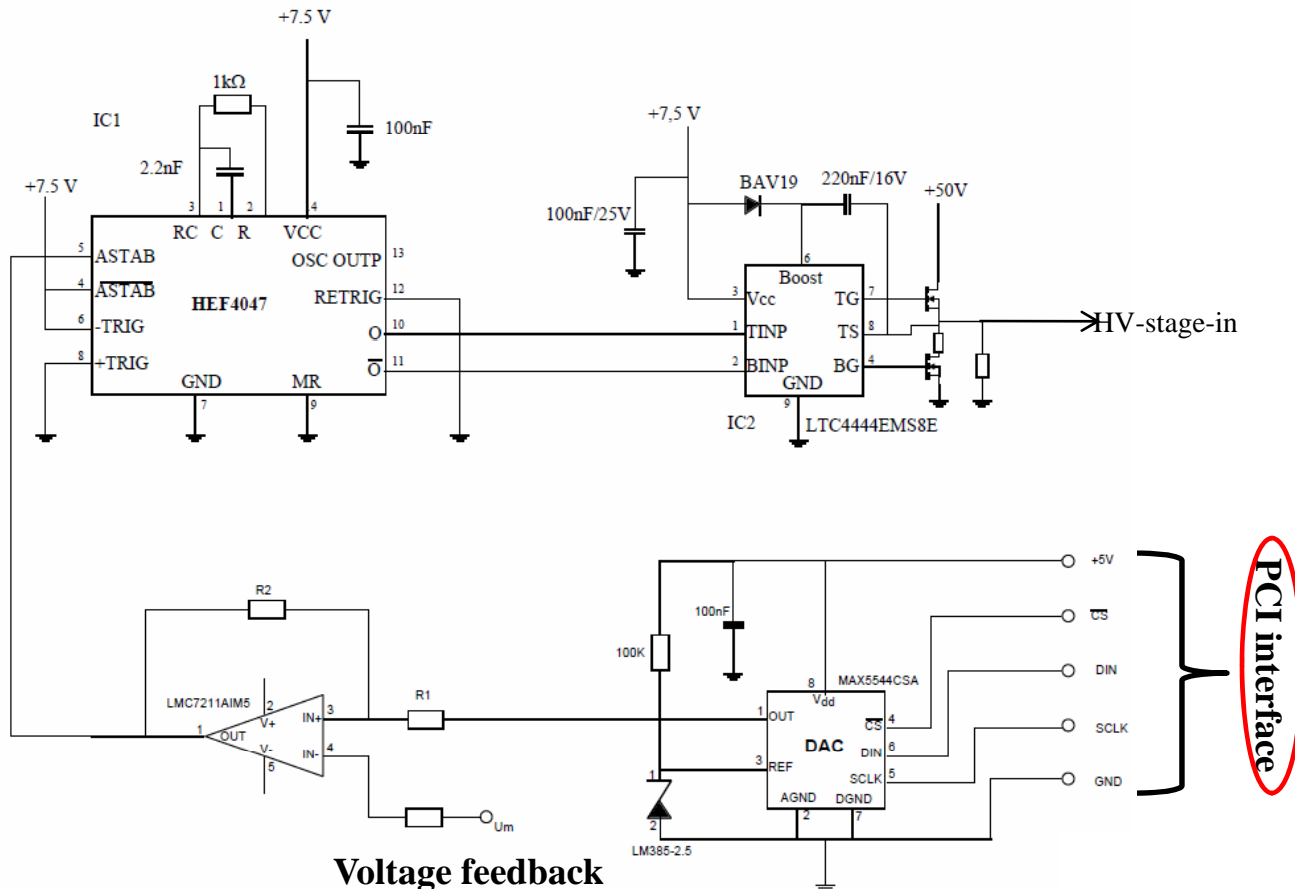 +7.5 V
1kΩ
IC1
100nF
2.2nF
+7.5 V
3 1 2 4
RC C R VCC
5 ASTAB
OSC OUTP 13
4 ASTAB
HEF4047
RETRIG 12
6 -TRIG
O 10
8 +TRIG
O 11
GND MR
7 9
+7,5 V
BAV19 220nF/16V
+50V
100nF/25V
6
Boost
3 Vcc TG 7
1 TINP TS 8
2 BINP BG 4
GND
9
IC2 LTC4444EMS8E
HV-stage-in
R2
LMC7211AIM5
2
V+
IN+ 3
1 OUT
IN- 4
V-
5
R1
Um
Voltage feedback
100nF
100K
MAX5544CSA
8
Vdd
1 OUT
CS 4
DAC
DIN 6
3 REF
SCLK 5
AGND DGND
2 7
1
2
LM385-2.5
+5V
CS
DIN
SCLK
GND
PCI interface